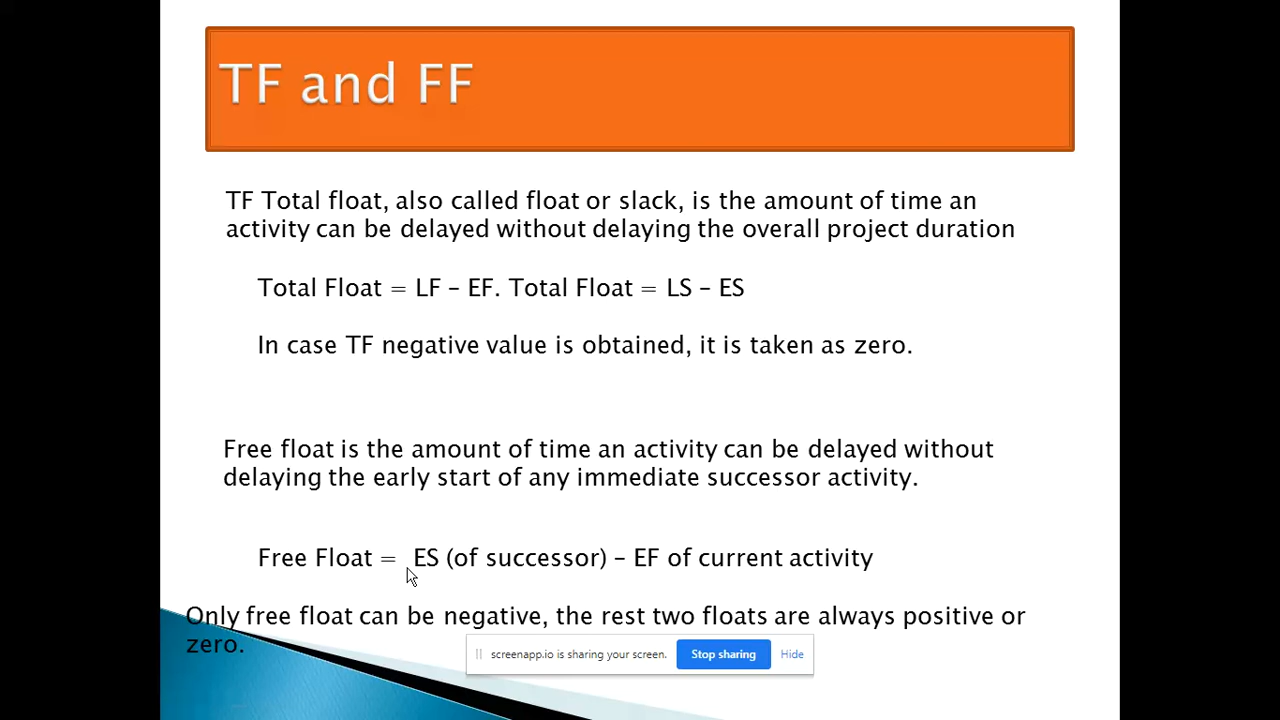 TF and FF
TF Total float, also called float or slack, is the amount of time an
activity can be delayed without delaying the overall project duration
Total Float = LF – EF. Total Float = LS – ES
In case TF negative value is obtained, it is taken as zero.
Free float is the amount of time an activity can be delayed without
delaying the early start of any immediate successor activity.
Free Float = ES (of successor) – EF of current activity
Only free float can be negative, the rest two floats are always positive or
zero.
screenapp.io is sharing your screen. Stop sharing Hide